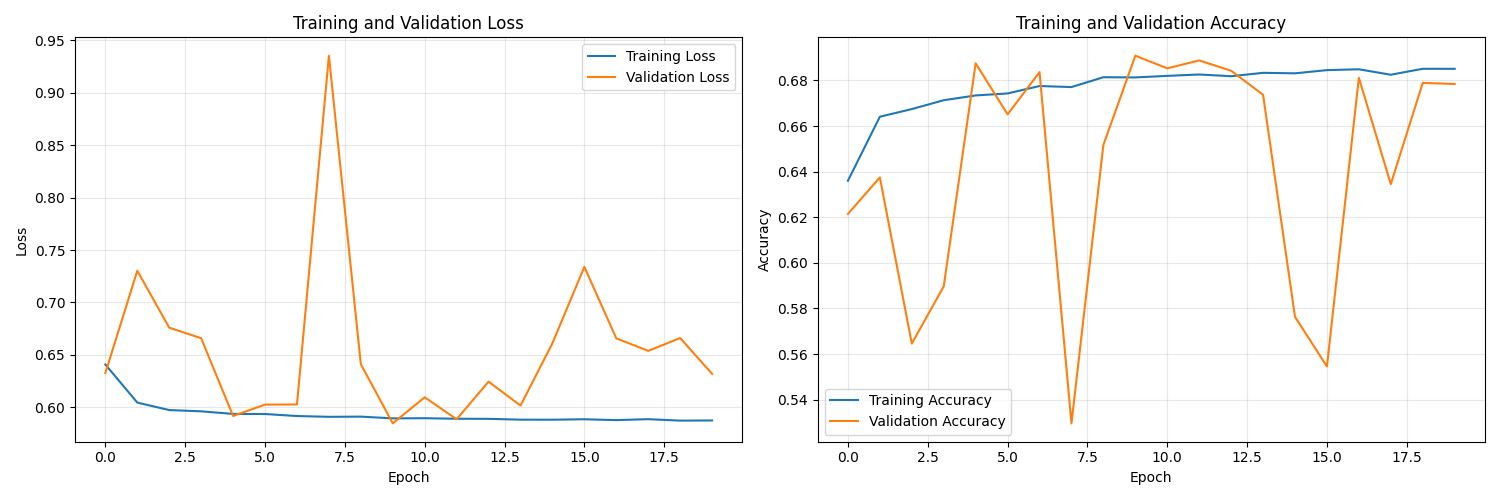 Training and Validation Loss
0.95
0.90
0.85
0.80
0.75
0.70
0.65
0.60
Loss
0.0 2.5 5.0 7.5 10.0 12.5 15.0 17.5
Epoch
Training Loss
Validation Loss
Training and Validation Accuracy
0.68
0.66
0.64
0.62
0.60
0.58
0.56
0.54
Accuracy
0.0 2.5 5.0 7.5 10.0 12.5 15.0 17.5
Epoch
Training Accuracy
Validation Accuracy